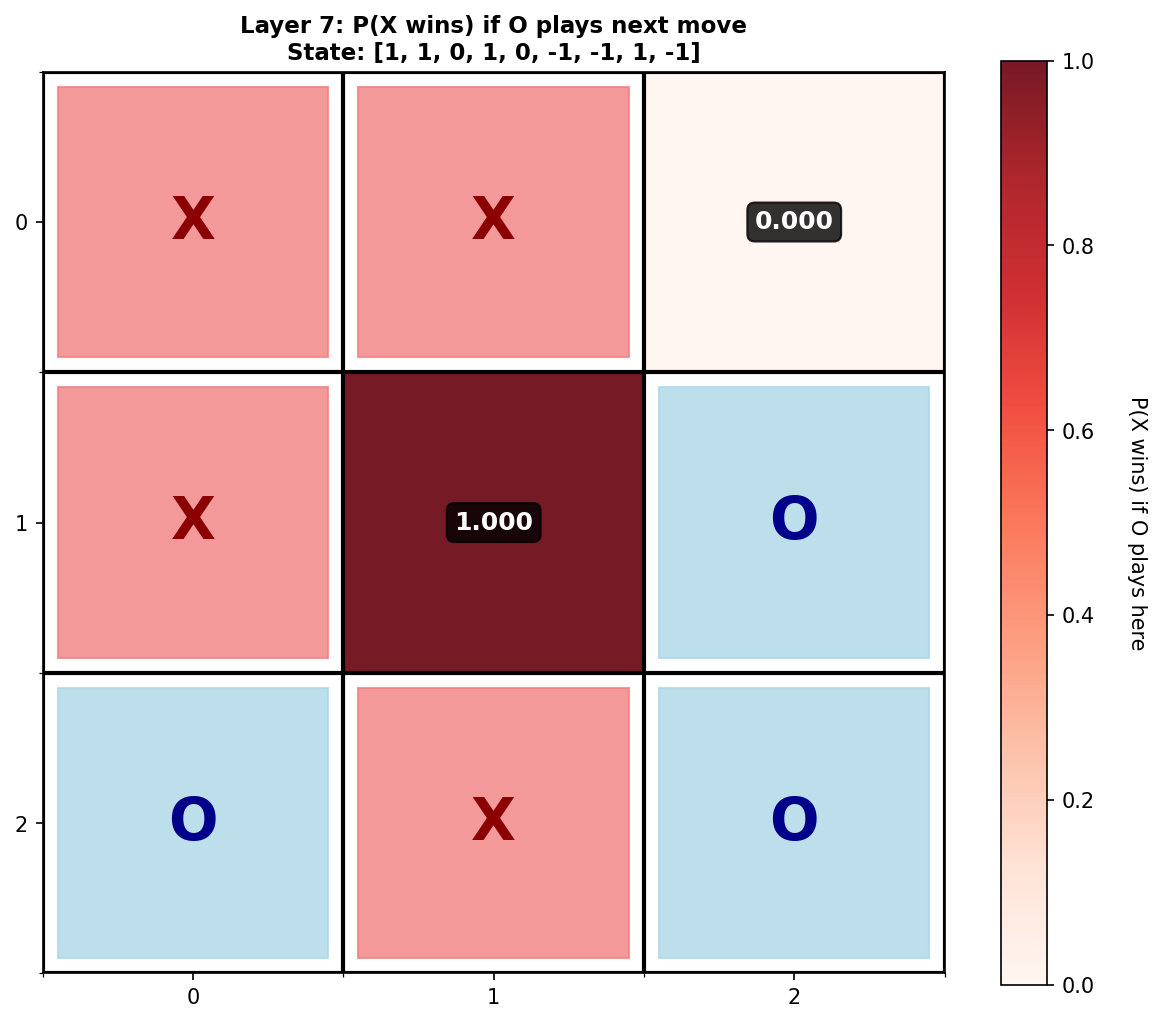 Layer 7: P(X wins) if O plays next move
State: [1, 1, 0, 1, 0, -1, -1, 1, -1]
0
X
X
0.000
1
X
1.000
O
2
O
X
O
0
1
2
1.0
0.8
0.6
0.4
0.2
0.0
P(X wins) if O plays here